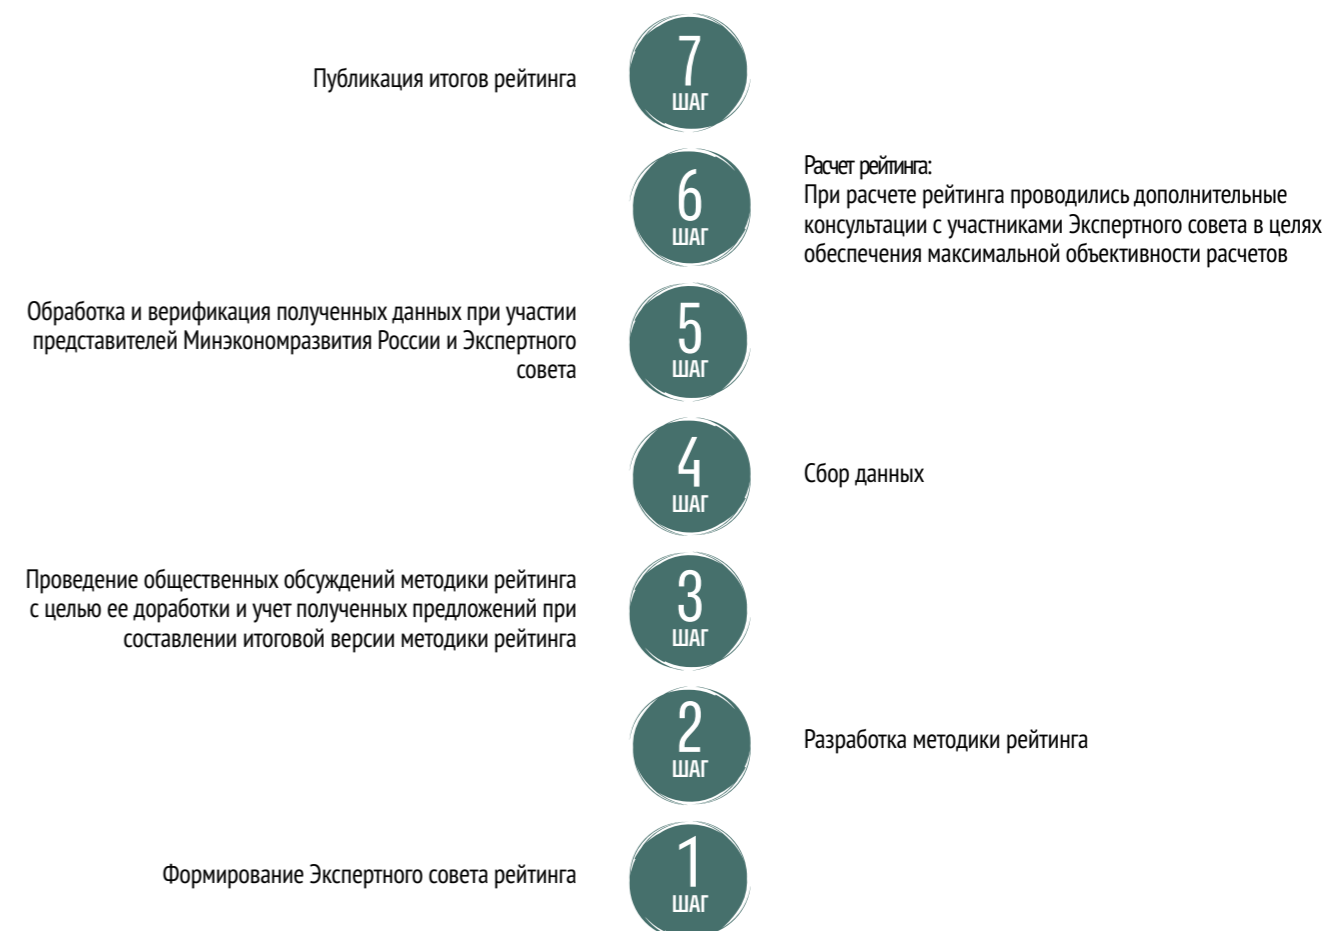 Публикация итогов рейтинга
7
ШАГ
6
ШАГ
Расчет рейтинга:
При расчете рейтинга проводились дополнительные
консультации с участниками Экспертного совета в целях
обеспечения максимальной объективности расчетов
Обработка и верификация полученных данных при участии
представителей Минэкономразвития России и Экспертного
совета
5
ШАГ
4
ШАГ
Сбор данных
Проведение общественных обсуждений методики рейтинга
с целью ее доработки и учет полученных предложений при
составлении итоговой версии методики рейтинга
3
ШАГ
2
ШАГ
Разработка методики рейтинга
Формирование Экспертного совета рейтинга
1
ШАГ